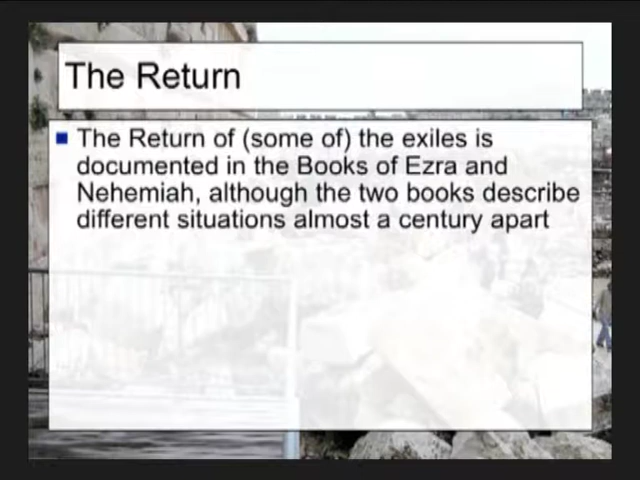 The Return
The Return of (some of) the exiles is
documented in the Books of Ezra and
Nehemiah, although the two books describe
different situations almost a century apart